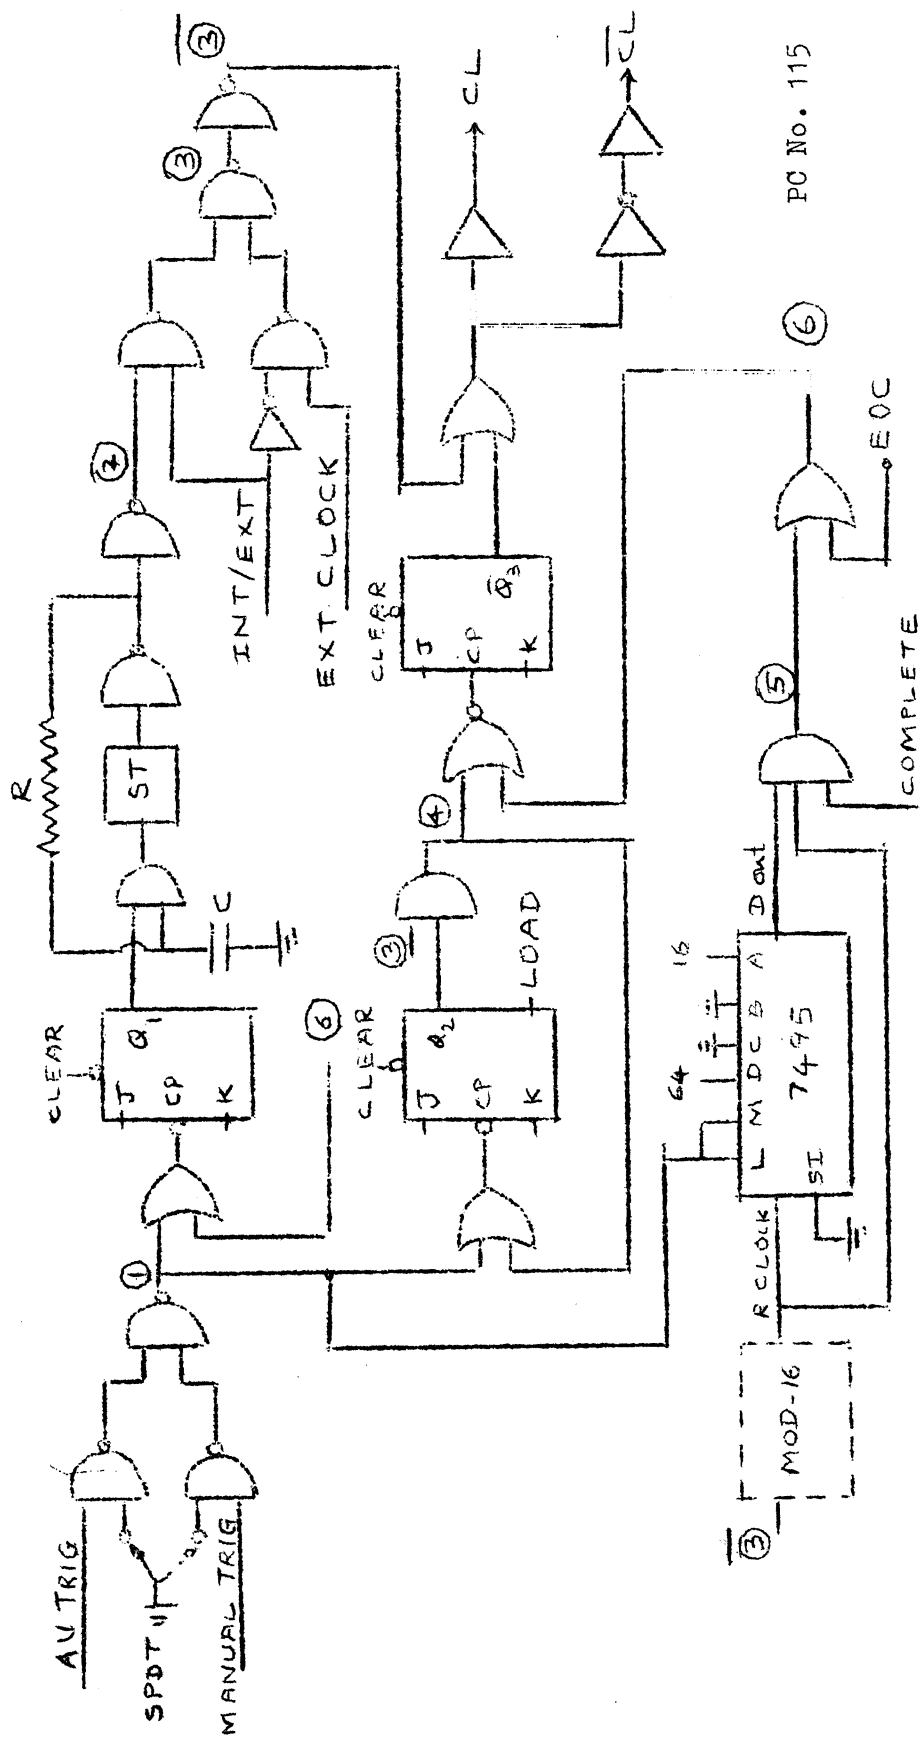 AU TRIG
SPDT
MANUAL TRIG
1
CLEAR
J
CP
K
Q1
6
R
C
ST
2
INT/EXT
EXT. CLOCK
3
3
CLEAR
J
CP
K
Q2
LOAD
3
4
CLEAR
J
CP
K
Q̅3
CL
C̅L̅
3
MOD-16
R CLOCK
L M D C B A
64
16
7495
SI
Dout
5
COMPLETE
EOC
6
PC No. 115